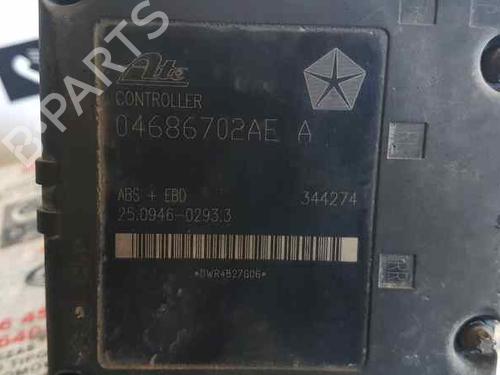 Ate
CONTROLLER
04686702AE A
ABS + EBD 344274
25.0946-0293.3
*DWR4B27G06*
B-PARTS